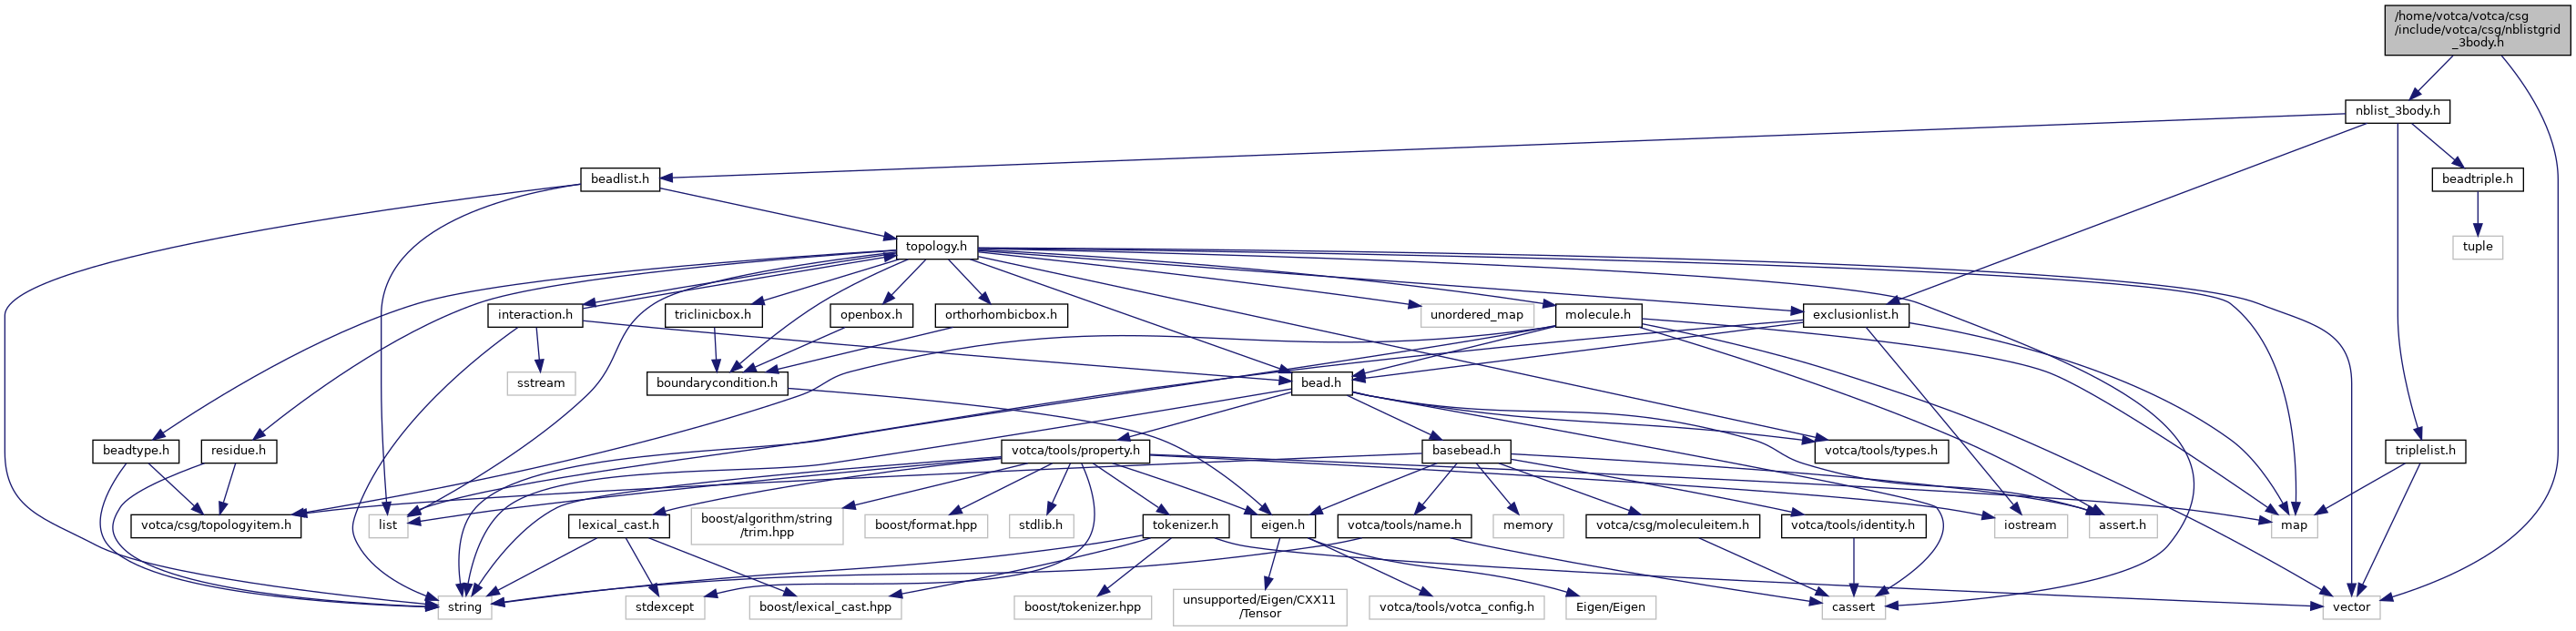 /home/votca/votca/csg
/include/votca/csg/nblistgrid
_3body.h
nblist_3body.h
beadlist.h
beadtriple.h
topology.h
tuple
interaction.h
triclinicbox.h
openbox.h
orthorhombicbox.h
unordered_map
molecule.h
exclusionlist.h
sstream
boundarycondition.h
bead.h
beadtype.h
residue.h
votca/tools/property.h
basebead.h
votca/tools/types.h
triplelist.h
votca/csg/topologyitem.h
list
lexical_cast.h
boost/algorithm/string
/trim.hpp
boost/format.hpp
stdlib.h
tokenizer.h
eigen.h
votca/tools/name.h
memory
votca/csg/moleculeitem.h
votca/tools/identity.h
iostream
assert.h
map
string
stdexcept
boost/lexical_cast.hpp
boost/tokenizer.hpp
unsupported/Eigen/CXX11
/Tensor
votca/tools/votca_config.h
Eigen/Eigen
cassert
vector